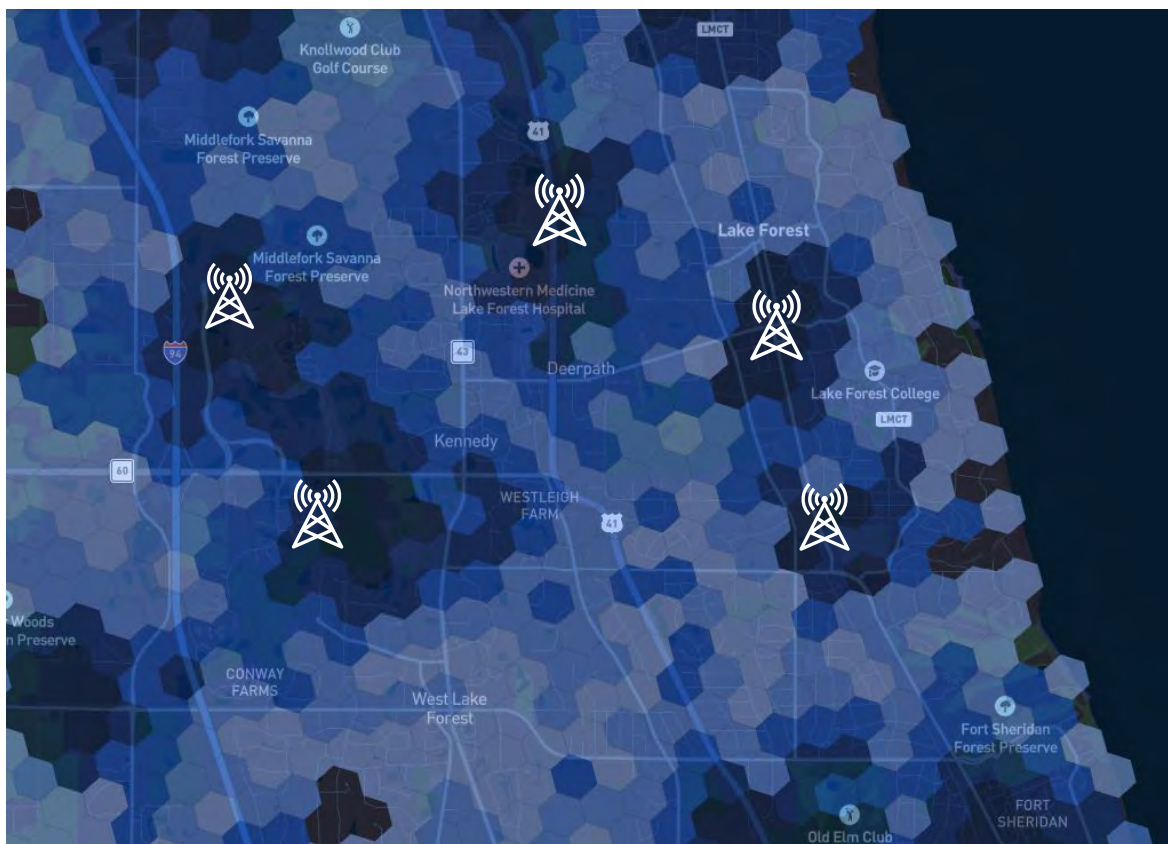 LMCT
Knollwood Club
Golf Course
41
Middlefork Savanna
Forest Preserve
Lake Forest
Middlefork Savanna
Forest Preserve
Northwestern Medicine
Lake Forest Hospital
94
43
Deerpath
Lake Forest College
LMCT
Kennedy
60
WESTLEIGH
FARM
41
Woods
n Preserve
CONWAY
FARMS
West Lake
Forest
Fort Sheridan
Forest Preserve
FORT
SHERIDAN
Old Elm Club